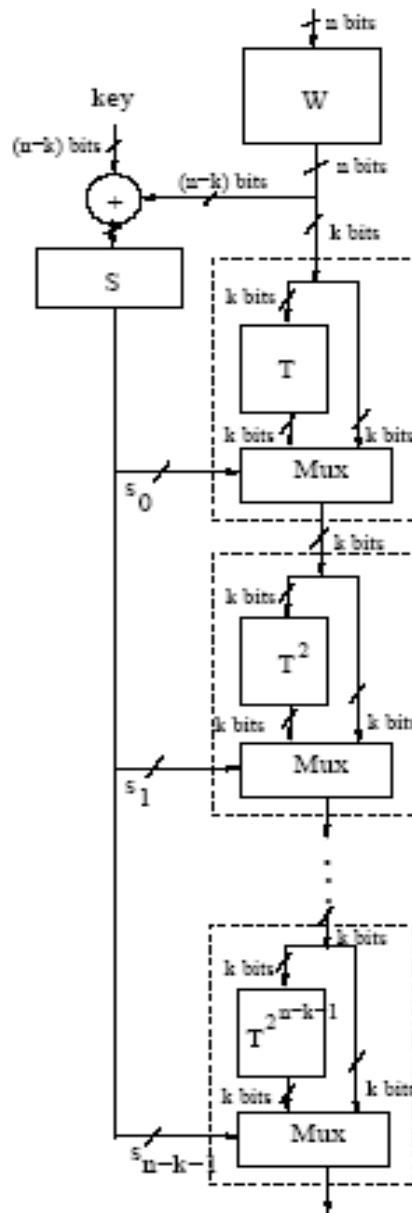 n bits
W
key
(n−k) bits
(n−k) bits
n bits
+
k bits
S
k bits
T
k bits
k bits
Mux
s0
k bits
k bits
T2
k bits
k bits
Mux
s1
k bits
k bits
T2n−k−1
k bits
k bits
Mux
sn−k−1